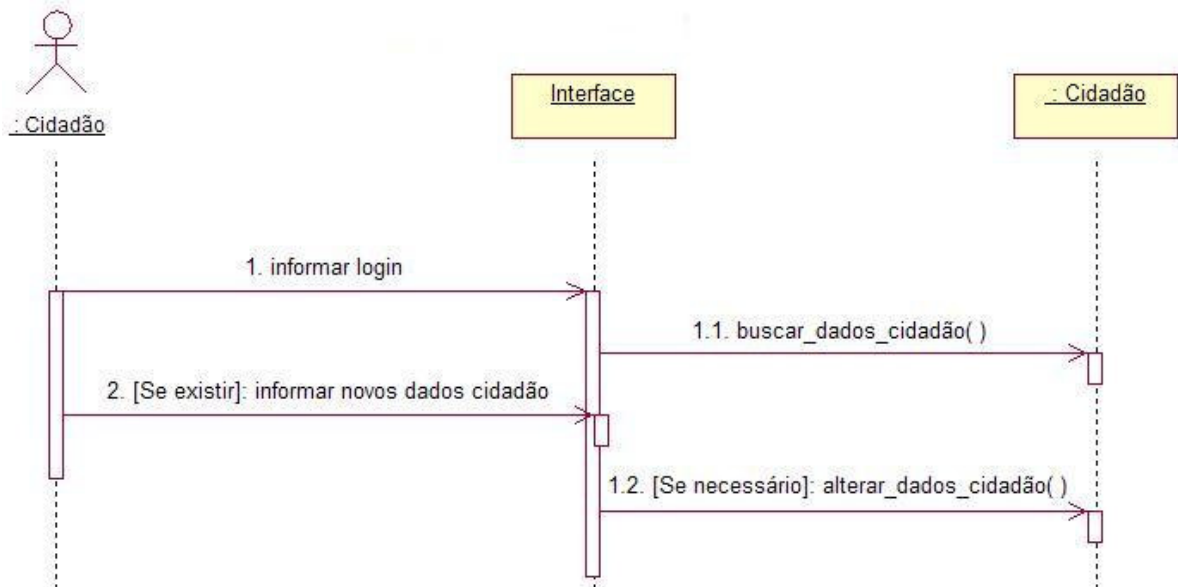 : Cidadão
Interface
: Cidadão
1. informar login
1.1. buscar_dados_cidadão( )
2. [Se existir]: informar novos dados cidadão
1.2. [Se necessário]: alterar_dados_cidadão( )